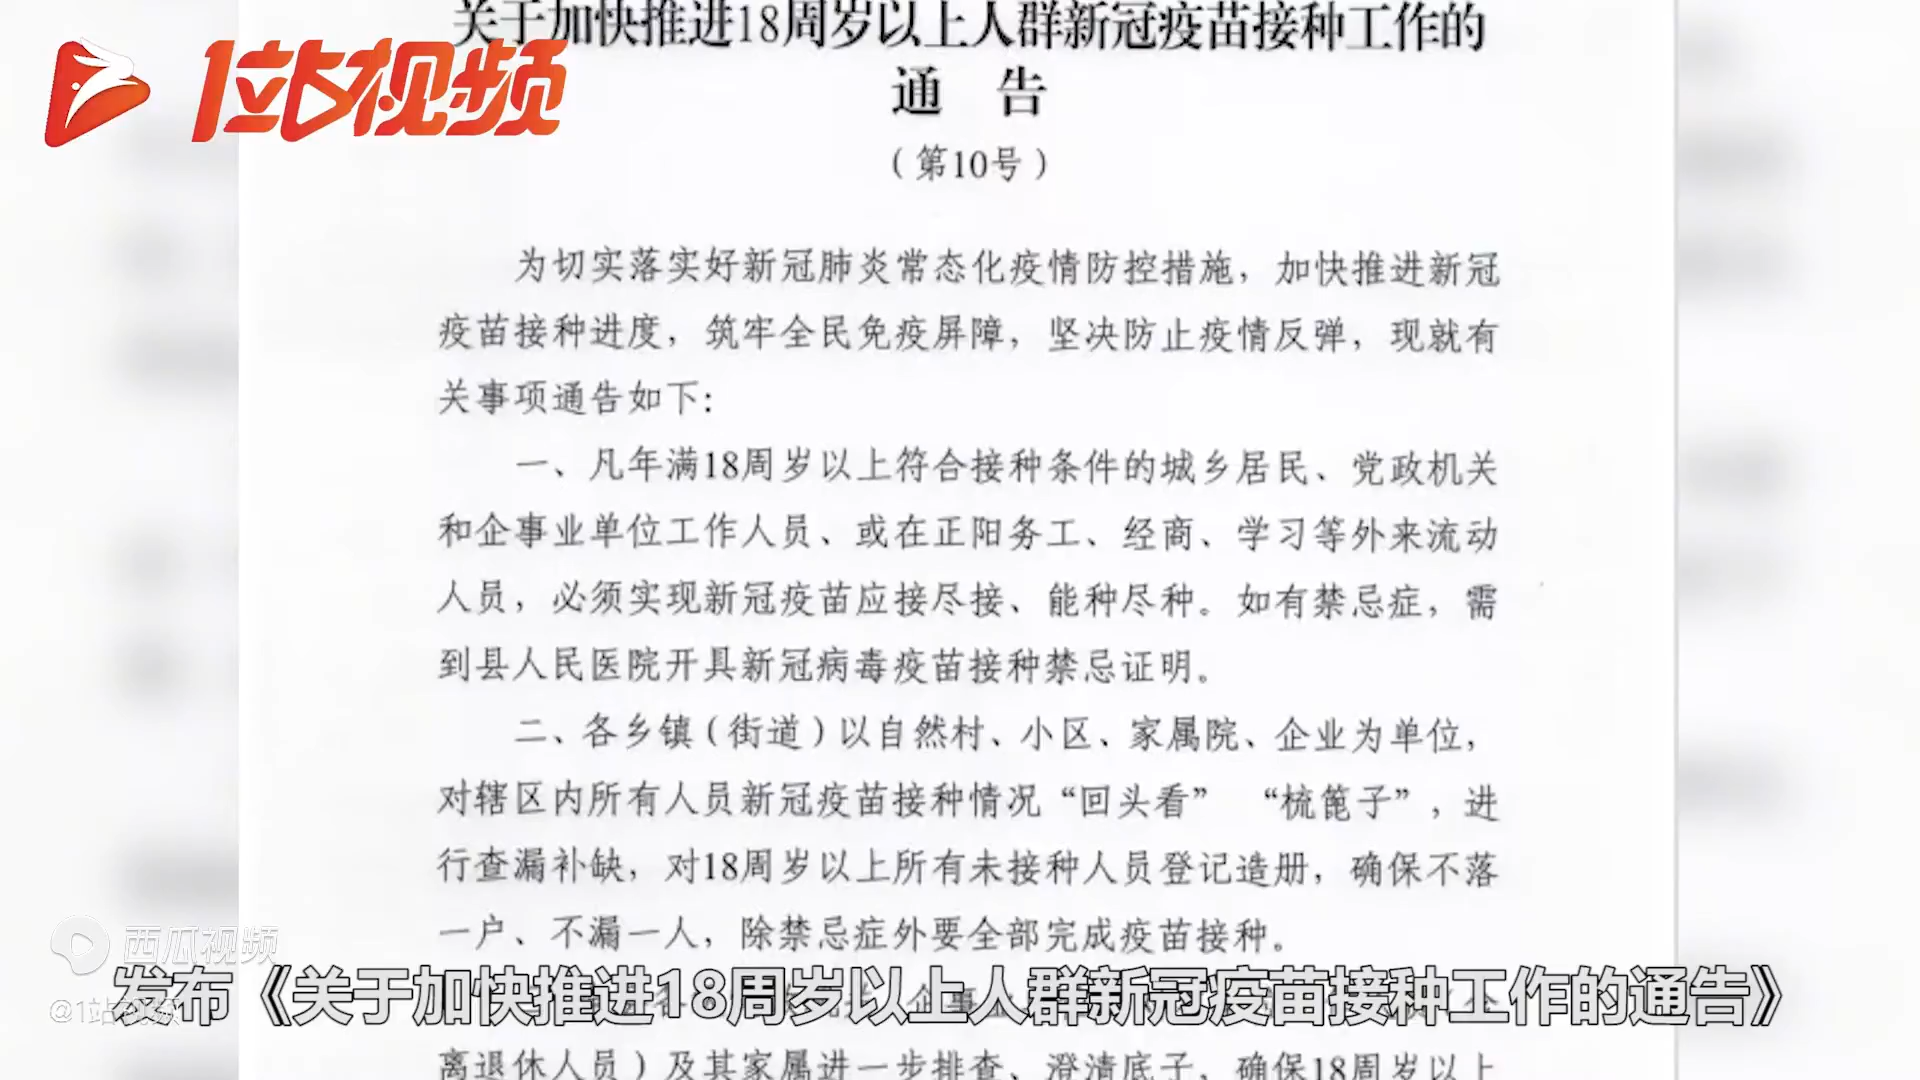 关于加快推进18周岁以上人群新冠疫苗接种工作的
1站视频
通 告
（第10号）
为切实落实好新冠肺炎常态化疫情防控措施，加快推进新冠
疫苗接种进度，筑牢全民免疫屏障，坚决防止疫情反弹，现就有
关事项通告如下：
一、凡年满18周岁以上符合接种条件的城乡居民、党政机关
和企事业单位工作人员、或在正阳务工、经商、学习等外来流动
人员，必须实现新冠疫苗应接尽接、能种尽种。如有禁忌症，需
到县人民医院开具新冠病毒疫苗接种禁忌证明。
二、各乡镇（街道）以自然村、小区、家属院、企业为单位，
对辖区内所有人员新冠疫苗接种情况“回头看” “梳篦子”，进
行查漏补缺，对18周岁以上所有未接种人员登记造册，确保不落
一户、不漏一人，除禁忌症外要全部完成疫苗接种。
西瓜视频
发布《关于加快推进18周岁以上人群新冠疫苗接种工作的通告》
@1站视频
离退休人员）及其家属进一步排查、澄清底子，确保18周岁以上